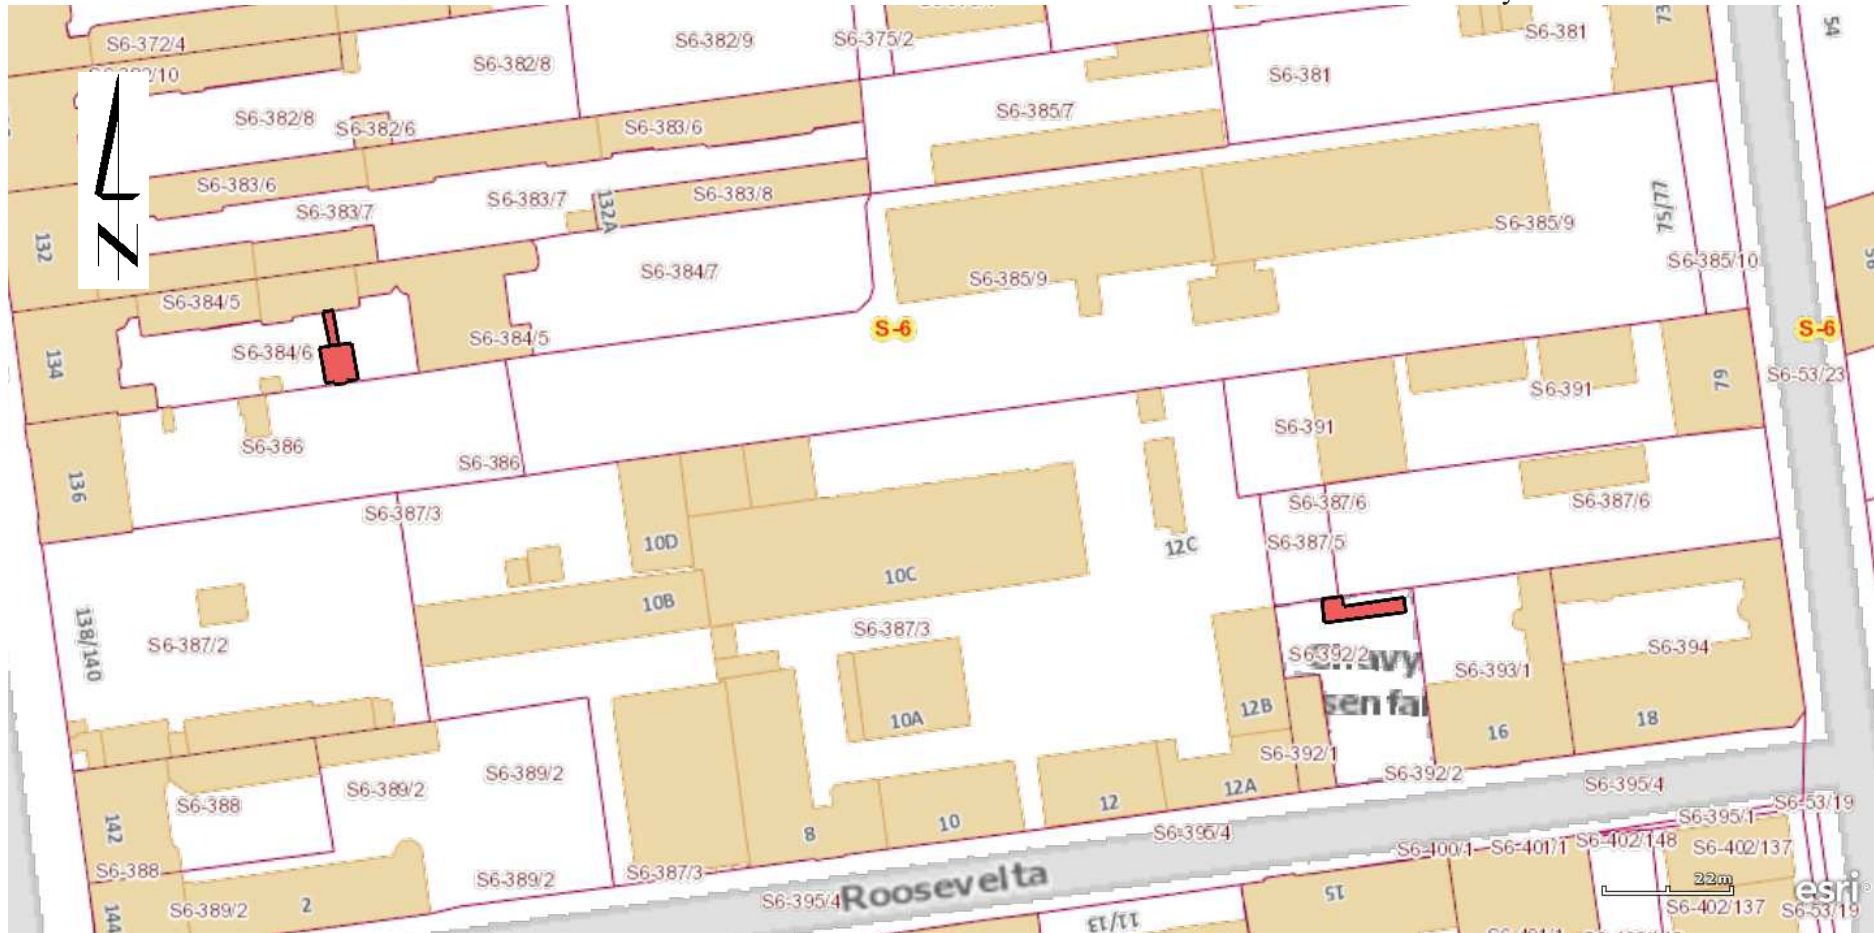 S6-372/4
S6-382/9
S6-375/2
S6-381
54
S6-382/8
S6-381
S6-382/8
S6-382/6
S6-383/6
S6-385/7
S6-383/6
S6-383/7
S6-383/7
132A
S6-383/8
75/77
S6-385/9
132
N
S6-384/5
S6-384/7
S6-385/9
S6-385/10
134
S6-384/6
S6-384/5
S-6
S-6
S6-53/23
79
S6-391
S6-391
136
S6-386
S6-386
S6-387/3
S6-387/6
S6-387/6
S6-387/5
10D
12C
10C
10B
138/140
S6-387/2
S6-387/3
S6-392/2
S6-393/1
S6-394
10A
12B
16
18
S6-392/1
S6-392/2
S6-395/4
142
S6-388
S6-389/2
S6-389/2
12
12A
8
10
S6-395/4
S6-53/19
S6-395/1
S6-400/1
S6-401/1
S6-402/148
S6-402/137
S6-388
S6-387/3
S6-389/2
S6-389/2
2
144
S6-395/4
Roosevelta
11/13
15
22m
esri
S6-402/137
S6-53/19